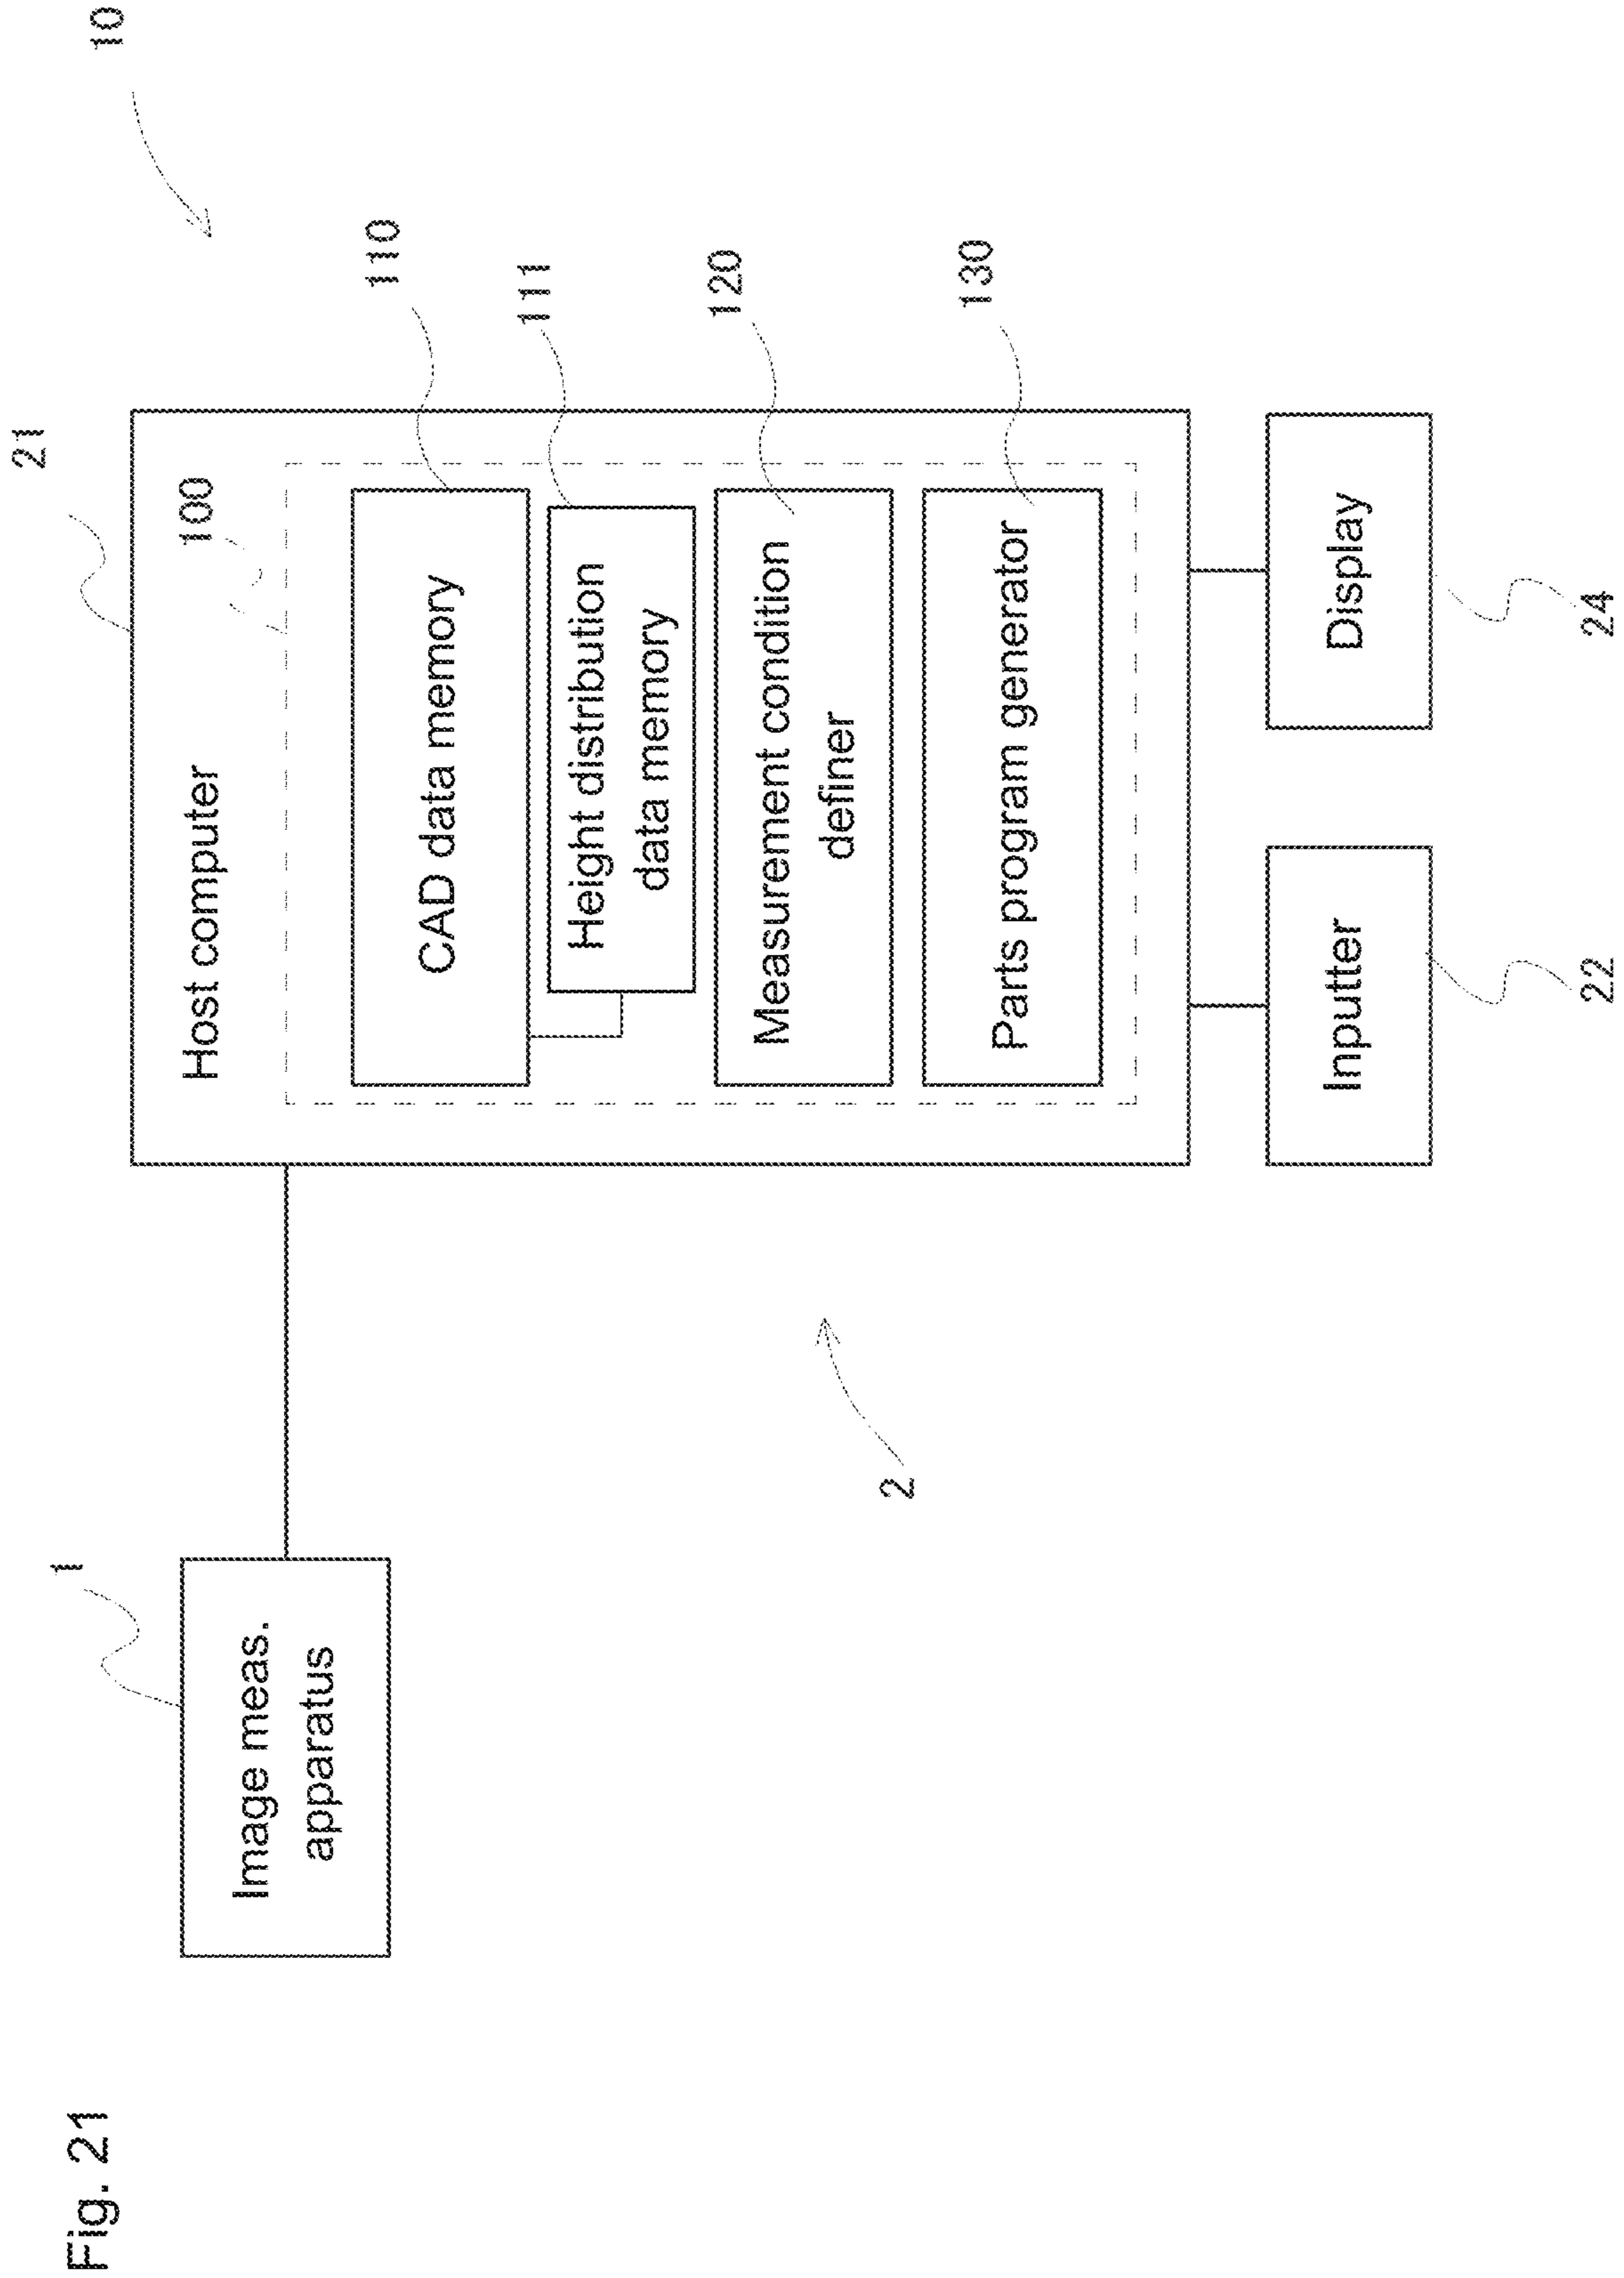 Fig. 21
10
21
1
Image meas.
apparatus
Host computer
100
CAD data memory
110
Height distribution
data memory
111
Measurement condition
definer
120
Parts program generator
130
2
Inputter
22
Display
24